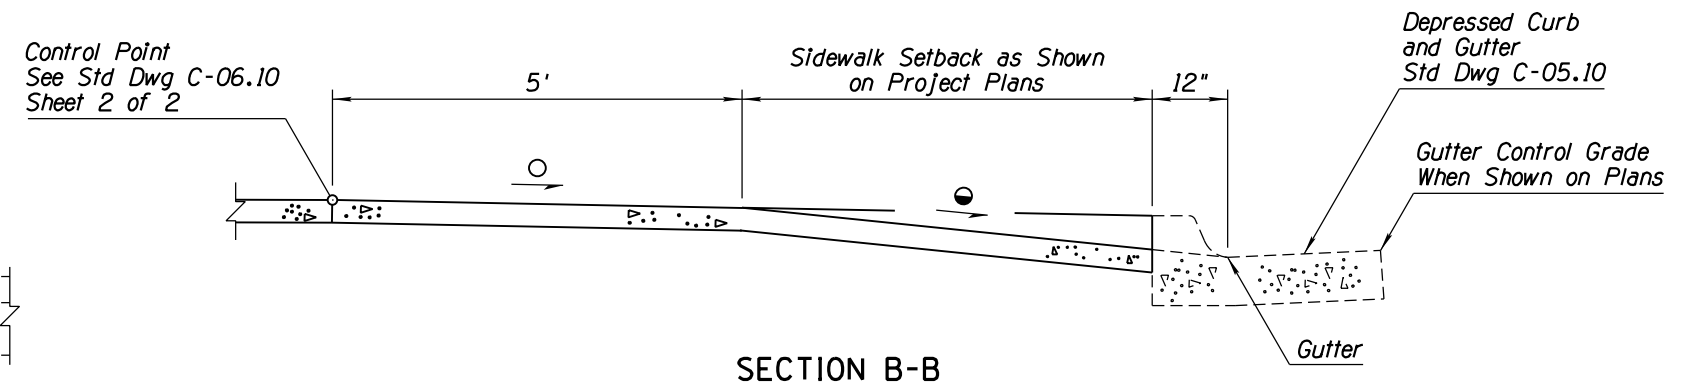 Control Point
See Std Dwg C-06.10
Sheet 2 of 2
5'
Sidewalk Setback as Shown
on Project Plans
12"
Depressed Curb
and Gutter
Std Dwg C-05.10
Gutter Control Grade
When Shown on Plans
Gutter
SECTION B-B